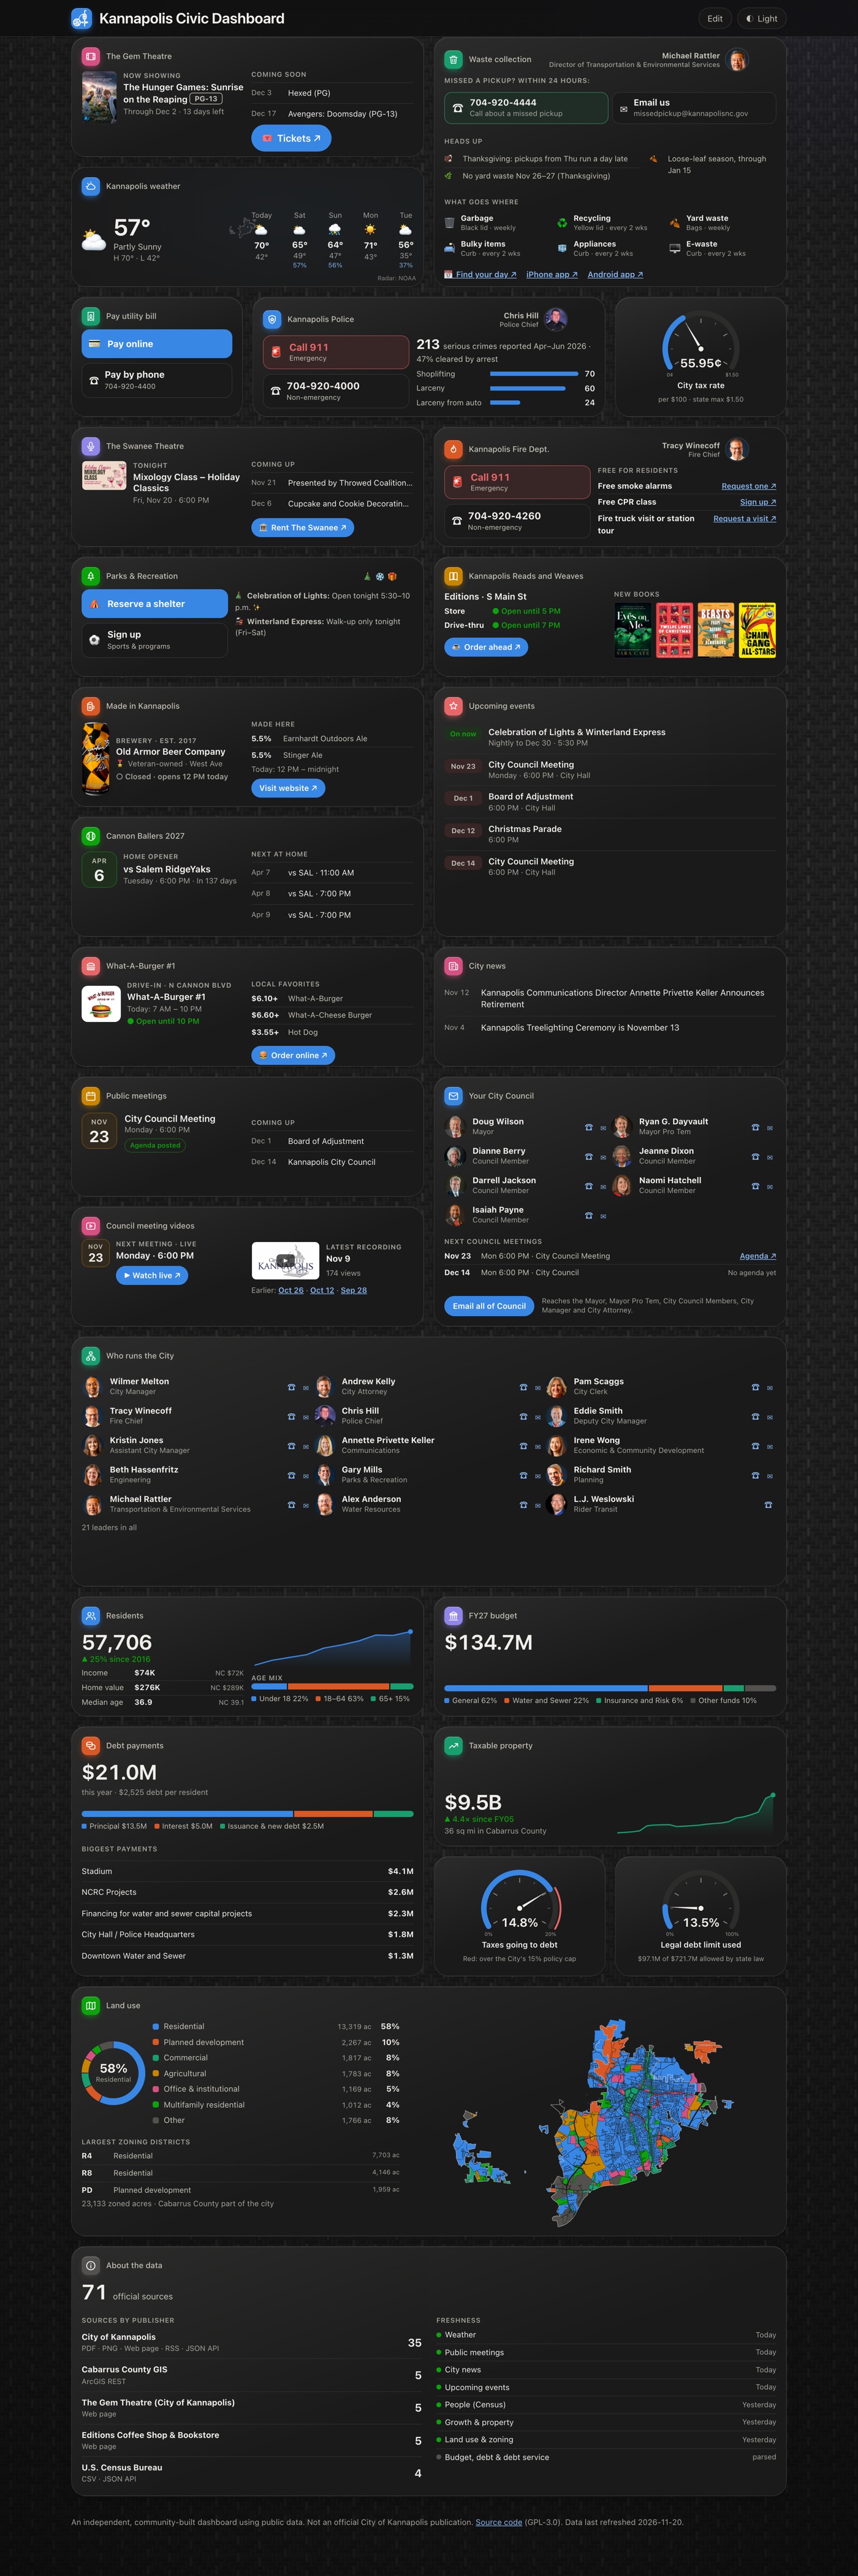 Kannapolis Civic Dashboard
Edit
Light
The Gem Theatre
NOW SHOWING
The Hunger Games: Sunrise
on the Reaping PG-13
Through Dec 2 · 13 days left
COMING SOON
Dec 3 Hexed (PG)
Dec 17 Avengers: Doomsday (PG-13)
Tickets ↗
Waste collection
Michael Rattler
Director of Transportation & Environmental Services
MISSED A PICKUP? WITHIN 24 HOURS:
704-920-4444
Call about a missed pickup
Email us
missedpickup@kannapolisnc.gov
HEADS UP
Thanksgiving: pickups from Thu run a day late
Loose-leaf season, through
Jan 15
No yard waste Nov 26–27 (Thanksgiving)
WHAT GOES WHERE
Garbage
Black lid · weekly
Recycling
Yellow lid · every 2 wks
Yard waste
Bags · weekly
Bulky items
Curb · every 2 wks
Appliances
Curb · every 2 wks
E-waste
Curb · every 2 wks
Find your day ↗ iPhone app ↗ Android app ↗
Kannapolis weather
57°
Partly Sunny
H 70° · L 42°
Today Sat Sun Mon Tue
70° 65° 64° 71° 56°
42° 49° 47° 43° 35°
57% 56% 37%
Radar: NOAA
Pay utility bill
Pay online
Pay by phone
704-920-4400
Kannapolis Police
Chris Hill
Police Chief
Call 911
Emergency
704-920-4000
Non-emergency
213 serious crimes reported Apr–Jun 2026 ·
47% cleared by arrest
Shoplifting 70
Larceny 60
Larceny from auto 24
55.95¢
0¢ $1.50
City tax rate
per $100 · state max $1.50
The Swanee Theatre
TONIGHT
Mixology Class – Holiday
Classics
Fri, Nov 20 · 6:00 PM
COMING UP
Nov 21 Presented by Throwed Coalition...
Dec 6 Cupcake and Cookie Decoratin...
Rent The Swanee ↗
Kannapolis Fire Dept.
Tracy Winecoff
Fire Chief
Call 911
Emergency
704-920-4260
Non-emergency
FREE FOR RESIDENTS
Free smoke alarms Request one ↗
Free CPR class Sign up ↗
Fire truck visit or station
tour
Request a visit ↗
Parks & Recreation
Reserve a shelter
Sign up
Sports & programs
Celebration of Lights: Open tonight 5:30–10
p.m.
Winterland Express: Walk-up only tonight
(Fri–Sat)
Kannapolis Reads and Weaves
Editions · S Main St
Store Open until 5 PM
Drive-thru Open until 7 PM
Order ahead ↗
NEW BOOKS
Eyes on Me
TWELVE LOVES OF CHRISTMAS
BEASTS
CHAIN GANG ALL-STARS
Made in Kannapolis
BREWERY · EST. 2017
Old Armor Beer Company
Veteran-owned · West Ave
Closed · opens 12 PM today
MADE HERE
5.5% Earnhardt Outdoors Ale
5.5% Stinger Ale
Today: 12 PM – midnight
Visit website ↗
Upcoming events
On now Celebration of Lights & Winterland Express
Nightly to Dec 30 · 5:30 PM
Nov 23 City Council Meeting
Monday · 6:00 PM · City Hall
Dec 1 Board of Adjustment
6:00 PM · City Hall
Dec 12 Christmas Parade
6:00 PM
Dec 14 City Council Meeting
6:00 PM · City Hall
Cannon Ballers 2027
APR
6
HOME OPENER
vs Salem RidgeYaks
Tuesday · 6:00 PM · In 137 days
NEXT AT HOME
Apr 7 vs SAL · 11:00 AM
Apr 8 vs SAL · 7:00 PM
Apr 9 vs SAL · 7:00 PM
What-A-Burger #1
DRIVE-IN · N CANNON BLVD
What-A-Burger #1
Today: 7 AM – 10 PM
Open until 10 PM
LOCAL FAVORITES
$6.10+ What-A-Burger
$6.60+ What-A-Cheese Burger
$3.55+ Hot Dog
Order online ↗
City news
Nov 12 Kannapolis Communications Director Annette Privette Keller Announces
Retirement
Nov 4 Kannapolis Treelighting Ceremony is November 13
Public meetings
NOV
23
City Council Meeting
Monday · 6:00 PM
Agenda posted
COMING UP
Dec 1 Board of Adjustment
Dec 14 Kannapolis City Council
Your City Council
Doug Wilson
Mayor
Ryan G. Dayvault
Mayor Pro Tem
Dianne Berry
Council Member
Jeanne Dixon
Council Member
Darrell Jackson
Council Member
Naomi Hatchell
Council Member
Isaiah Payne
Council Member
NEXT COUNCIL MEETINGS
Nov 23 Mon 6:00 PM · City Council Meeting Agenda ↗
Dec 14 Mon 6:00 PM · City Council No agenda yet
Email all of Council
Reaches the Mayor, Mayor Pro Tem, City Council Members, City
Manager and City Attorney.
Council meeting videos
NOV
23
NEXT MEETING · LIVE
Monday · 6:00 PM
Watch live ↗
KANNAPOLIS
LATEST RECORDING
Nov 9
174 views
Earlier: Oct 26 · Oct 12 · Sep 28
Who runs the City
Wilmer Melton
City Manager
Andrew Kelly
City Attorney
Pam Scaggs
City Clerk
Tracy Winecoff
Fire Chief
Chris Hill
Police Chief
Eddie Smith
Deputy City Manager
Kristin Jones
Assistant City Manager
Annette Privette Keller
Communications
Irene Wong
Economic & Community Development
Beth Hassenfritz
Engineering
Gary Mills
Parks & Recreation
Richard Smith
Planning
Michael Rattler
Transportation & Environmental Services
Alex Anderson
Water Resources
L.J. Weslowski
Rider Transit
21 leaders in all
Residents
57,706
▲ 25% since 2016
Income $74K NC $72K
Home value $276K NC $289K
Median age 36.9 NC 39.1
AGE MIX
Under 18 22% 18–64 63% 65+ 15%
FY27 budget
$134.7M
General 62% Water and Sewer 22% Insurance and Risk 6% Other funds 10%
Debt payments
$21.0M
this year · $2,525 debt per resident
Principal $13.5M Interest $5.0M Issuance & new debt $2.5M
BIGGEST PAYMENTS
Stadium $4.1M
NCRC Projects $2.6M
Financing for water and sewer capital projects $2.3M
City Hall / Police Headquarters $1.8M
Downtown Water and Sewer $1.3M
Taxable property
$9.5B
▲ 4.4× since FY05
36 sq mi in Cabarrus County
14.8%
0% 20%
Taxes going to debt
Red: over the City's 15% policy cap
13.5%
0% 100%
Legal debt limit used
$97.1M of $721.7M allowed by state law
Land use
58%
Residential
Residential 13,319 ac 58%
Planned development 2,267 ac 10%
Commercial 1,817 ac 8%
Agricultural 1,783 ac 8%
Office & institutional 1,169 ac 5%
Multifamily residential 1,012 ac 4%
Other 1,766 ac 8%
LARGEST ZONING DISTRICTS
R4 Residential 7,703 ac
R8 Residential 4,146 ac
PD Planned development 1,959 ac
23,133 zoned acres · Cabarrus County part of the city
About the data
71 official sources
SOURCES BY PUBLISHER
City of Kannapolis 35
PDF · PNG · Web page · RSS · JSON API
Cabarrus County GIS 5
ArcGIS REST
The Gem Theatre (City of Kannapolis) 5
Web page
Editions Coffee Shop & Bookstore 5
Web page
U.S. Census Bureau 4
CSV · JSON API
FRESHNESS
Weather Today
Public meetings Today
City news Today
Upcoming events Today
People (Census) Yesterday
Growth & property Yesterday
Land use & zoning Yesterday
Budget, debt & debt service parsed
An independent, community-built dashboard using public data. Not an official City of Kannapolis publication. Source code (GPL-3.0). Data last refreshed 2026-11-20.